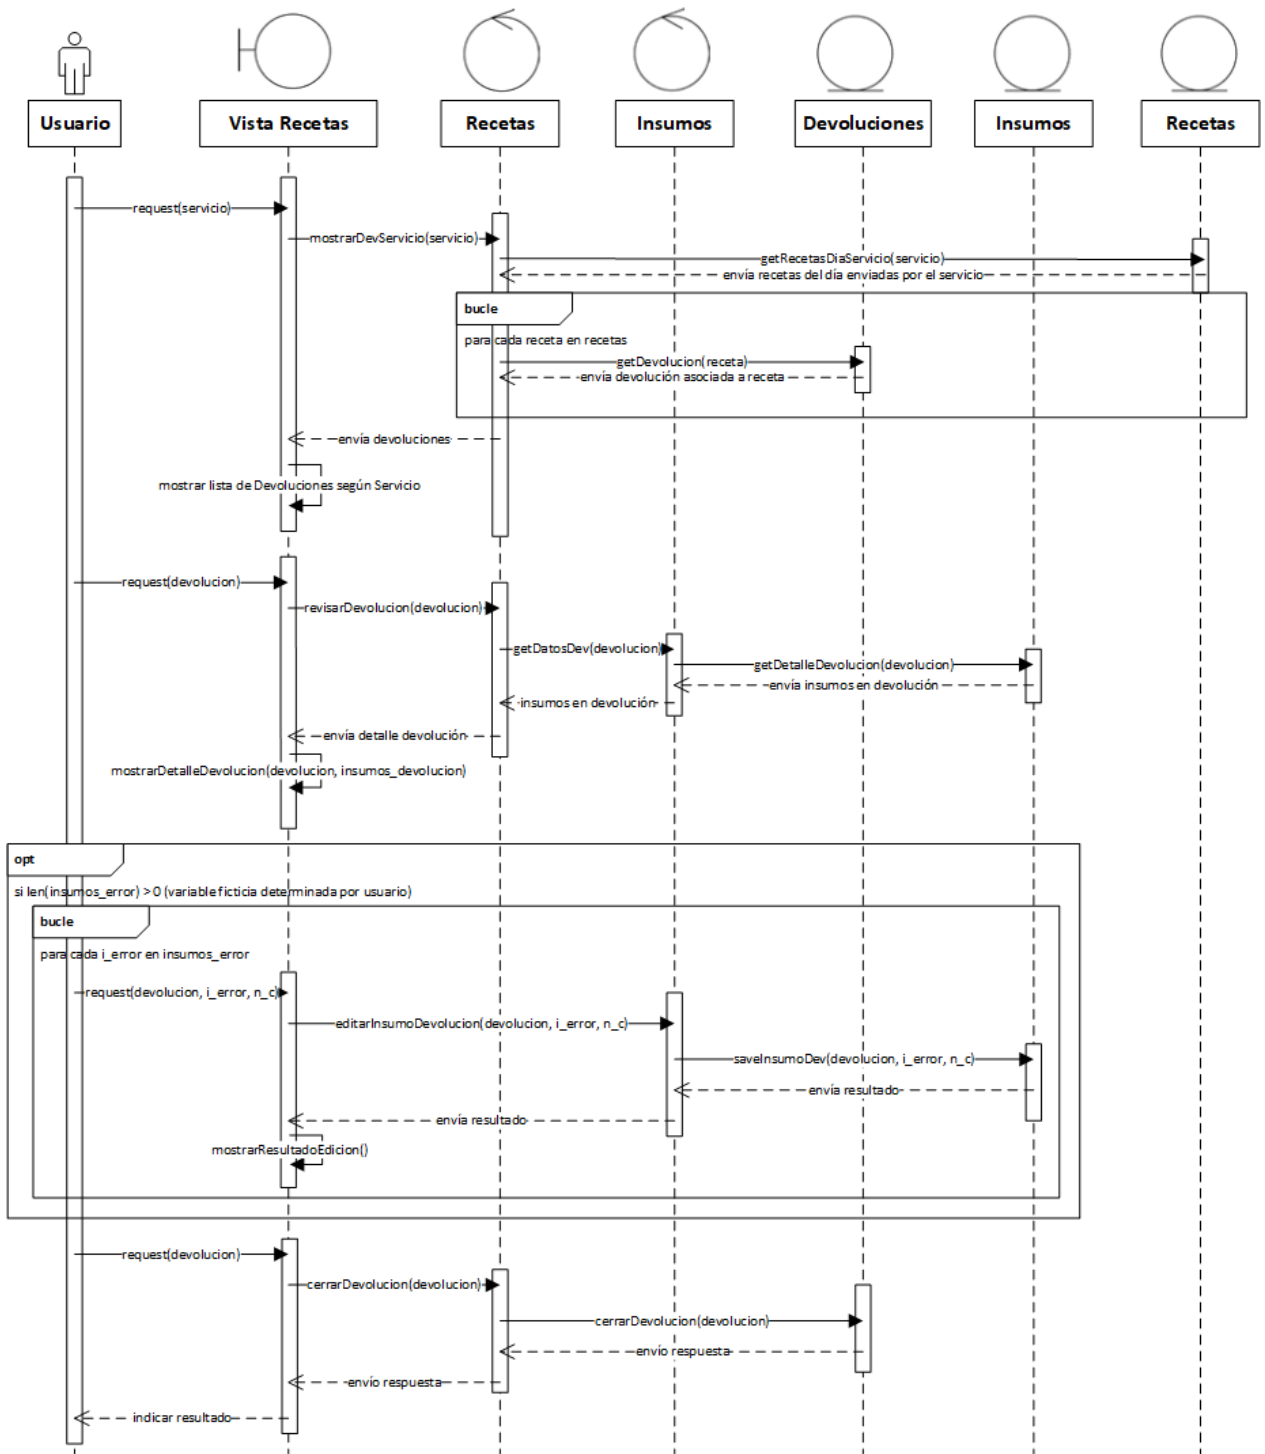 Usuario
Vista Recetas
Recetas
Insumos
Devoluciones
Insumos
Recetas
request(servicio)
mostrarDevServicio(servicio)
getRecetasDiaServicio(servicio)
envía recetas del día enviadas por el servicio
bucle
para cada receta en recetas
getDevolucion(receta)
envía devolución asociada a receta
envía devoluciones
mostrar lista de Devoluciones según Servicio
request(devolucion)
revisarDevolucion(devolucion)
getDatosDev(devolucion)
getDetalleDevolucion(devolucion)
envía insumos en devolución
insumos en devolución
envía detalle devolución
mostrarDetalleDevolucion(devolucion, insumos_devolucion)
opt
si len(insumos_error) > 0 (variable ficticia determinada por usuario)
bucle
para cada i_error en insumos_error
request(devolucion, i_error, n_c)
editarInsumoDevolucion(devolucion, i_error, n_c)
saveInsumoDev(devolucion, i_error, n_c)
envía resultado
envía resultado
mostrarResultadoEdicion()
request(devolucion)
cerrarDevolucion(devolucion)
cerrarDevolucion(devolucion)
envío respuesta
envío respuesta
indicar resultado